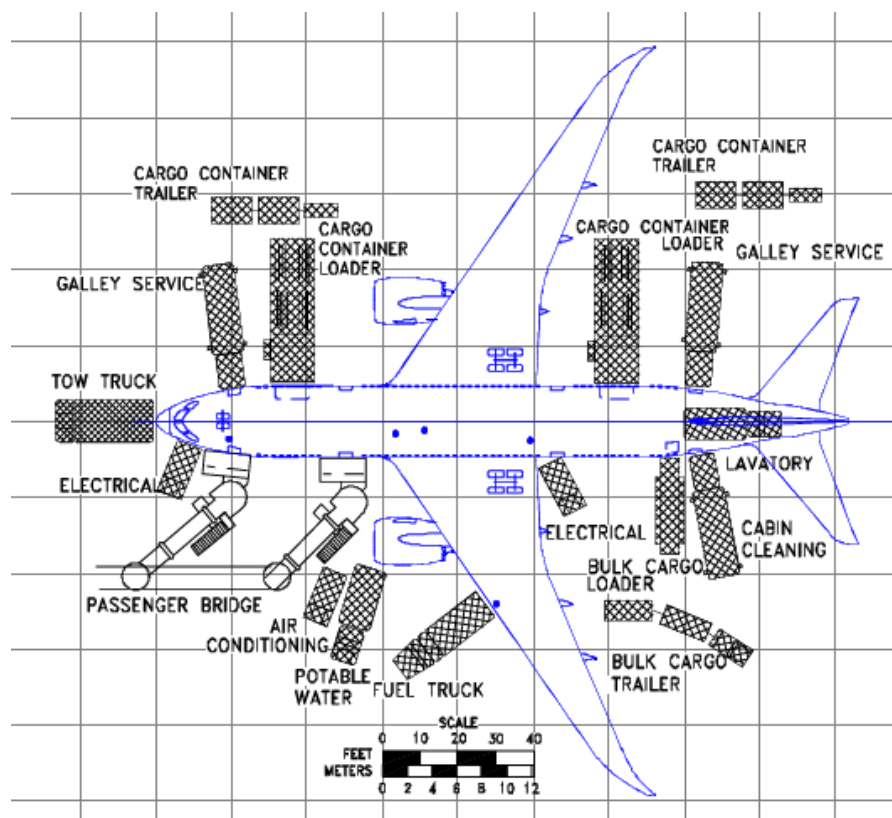 CARGO CONTAINER
TRAILER
CARGO CONTAINER
TRAILER
CARGO
CONTAINER
LOADER
CARGO CONTAINER
LOADER
GALLEY SERVICE
GALLEY SERVICE
TOW TRUCK
ELECTRICAL
LAVATORY
ELECTRICAL
CABIN
CLEANING
BULK CARGO
LOADER
PASSENGER BRIDGE
AIR
CONDITIONING
POTABLE
WATER
FUEL TRUCK
BULK CARGO
TRAILER
SCALE
0 10 20 30 40
FEET
METERS
0 2 4 6 8 10 12